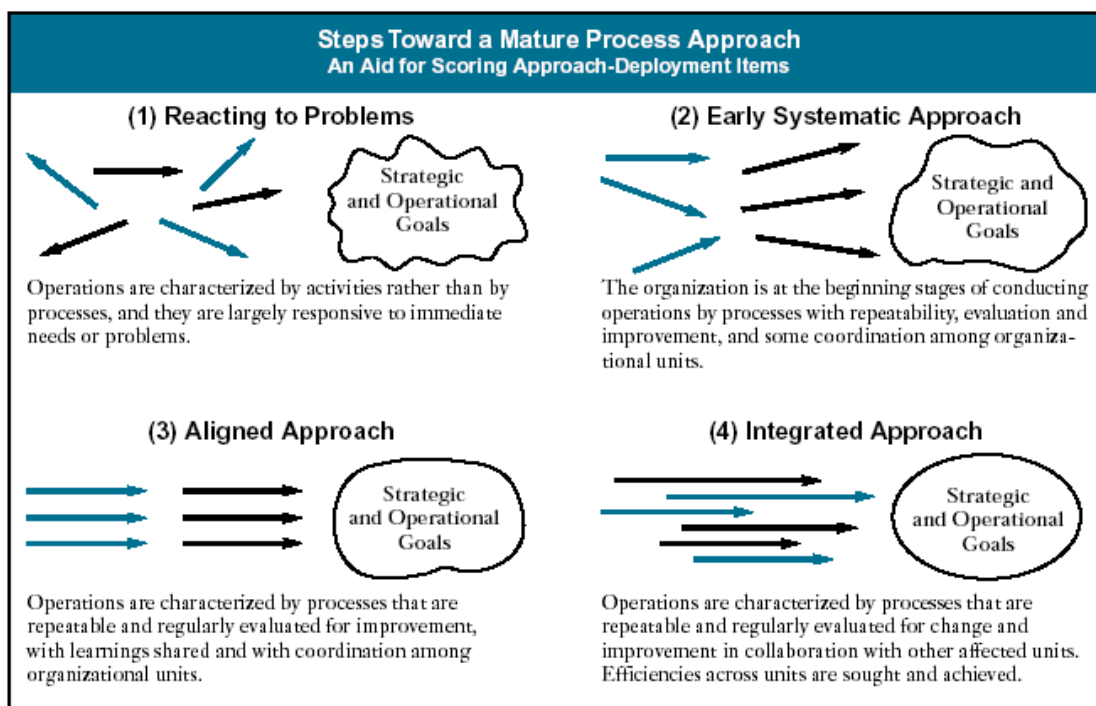 Steps Toward a Mature Process Approach
An Aid for Scoring Approach-Deployment Items
(1) Reacting to Problems
Strategic
and Operational
Goals
Operations are characterized by activities rather than by
processes, and they are largely responsive to immediate
needs or problems.
(2) Early Systematic Approach
Strategic and
Operational
Goals
The organization is at the beginning stages of conducting
operations by processes with repeatability, evaluation and
improvement, and some coordination among organiza-
tional units.
(3) Aligned Approach
Strategic
and Operational
Goals
Operations are characterized by processes that are
repeatable and regularly evaluated for improvement,
with learnings shared and with coordination among
organizational units.
(4) Integrated Approach
Strategic
and Operational
Goals
Operations are characterized by processes that are
repeatable and regularly evaluated for change and
improvement in collaboration with other affected units.
Efficiencies across units are sought and achieved.